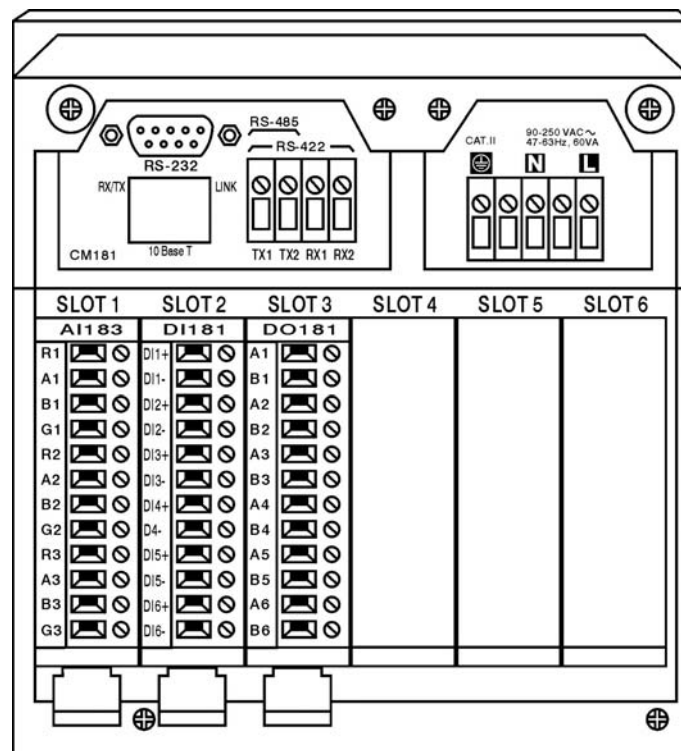 RS-485
RS-422
RS-232
RX/TX
LINK
10 Base T
CM181
TX1 TX2 RX1 RX2
CAT.II
90-250 VAC~
47-63Hz, 60VA
N
L
SLOT 1 SLOT 2 SLOT 3 SLOT 4 SLOT 5 SLOT 6
AI183 DI181 DO181
R1 DI1+ A1
A1 DI1- B1
B1 DI2+ A2
G1 DI2- B2
R2 DI3+ A3
A2 DI3- B3
B2 DI4+ A4
G2 D4- B4
R3 DI5+ A5
A3 DI5- B5
B3 DI6+ A6
G3 DI6- B6